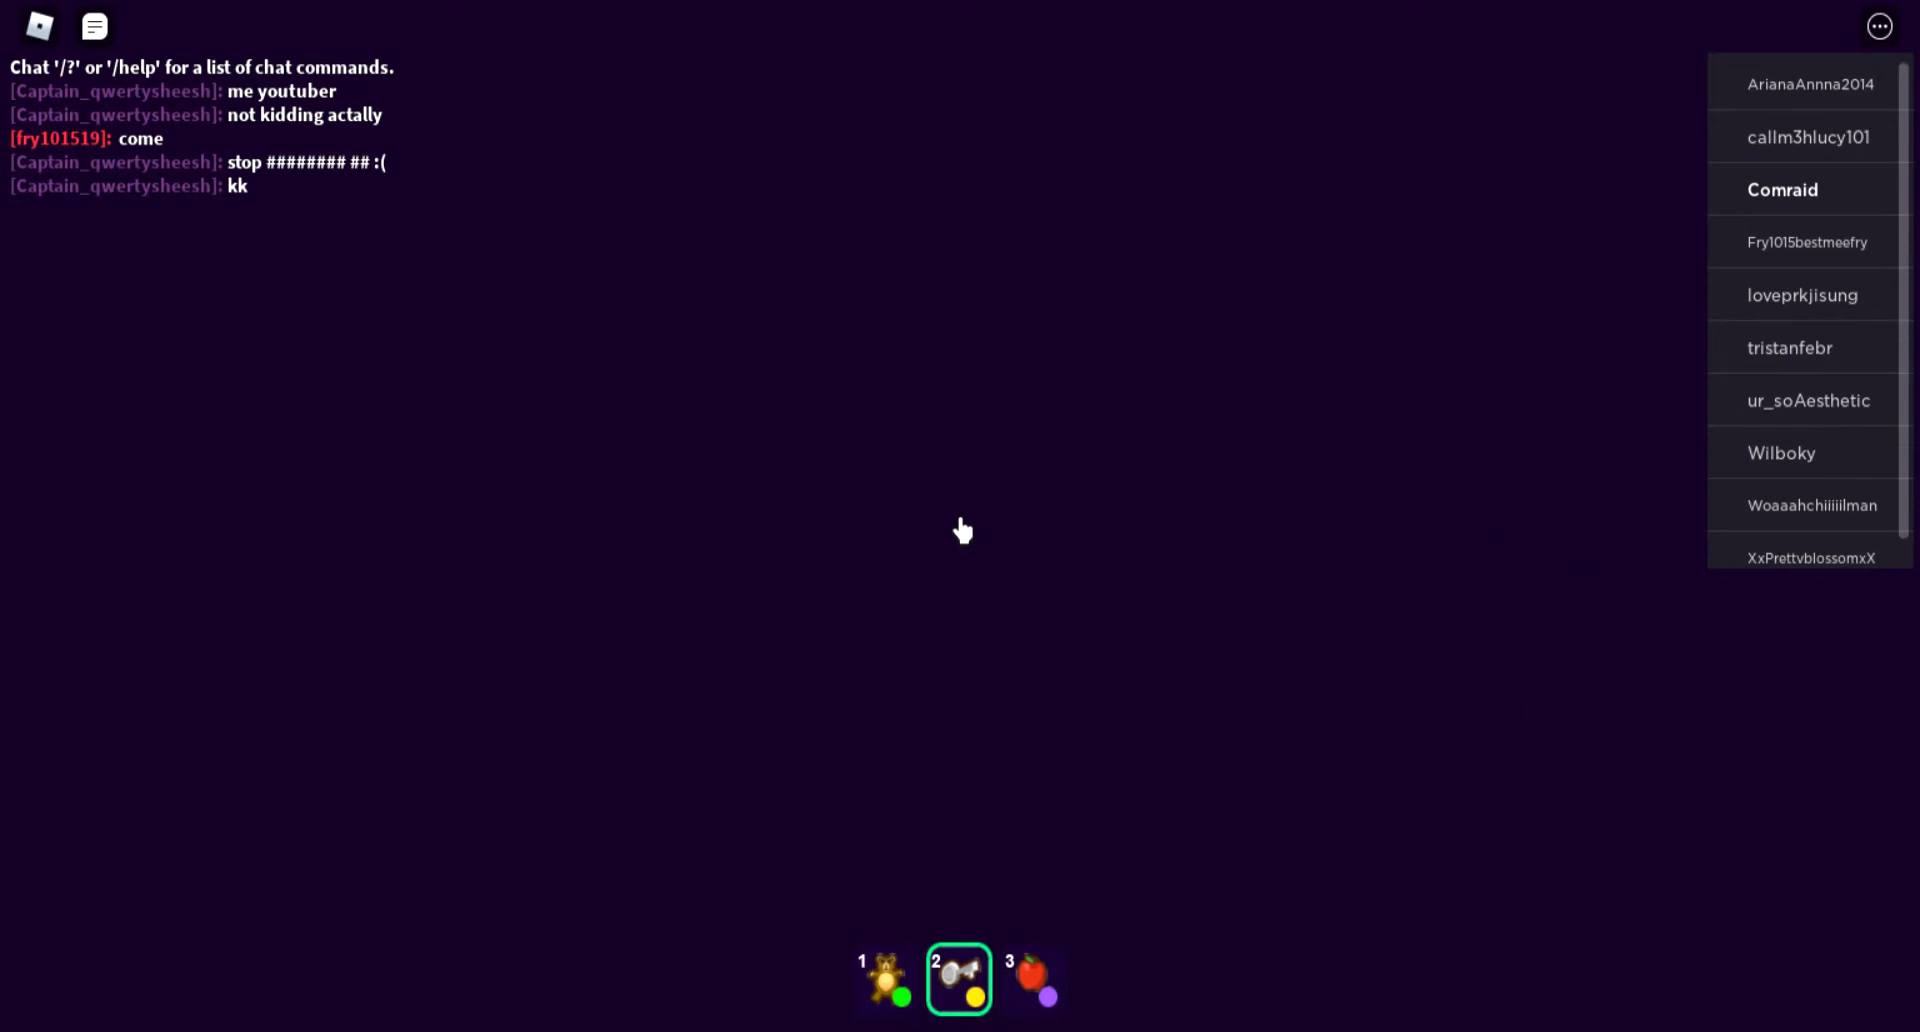 Chat '/?' or '/help' for a list of chat commands.
[Captain_qwertysheesh]: me youtuber
[Captain_qwertysheesh]: not kidding actally
[fry101519]: come
[Captain_qwertysheesh]: stop ######## ## :(
[Captain_qwertysheesh]: kk
ArianaAnnna2014
callm3hlucy101
Comraid
Fry1015bestmeefry
loveprkjisung
tristanfebr
ur_soAesthetic
Wilboky
Woaaahchiiiiilman
XxPrettyblossomxX
1 2 3